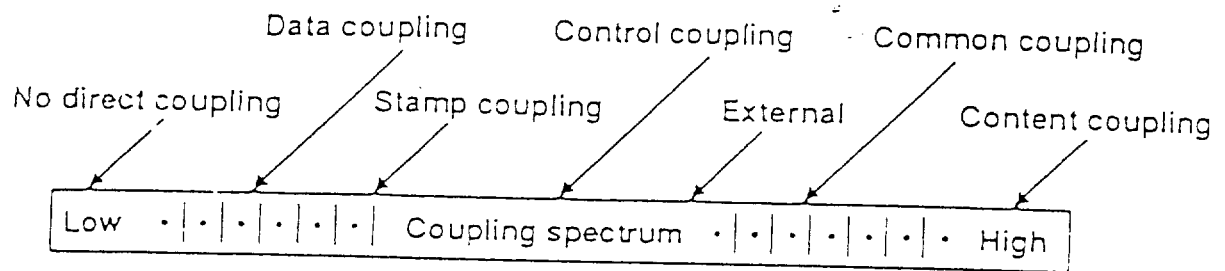 Data coupling Control coupling Common coupling
No direct coupling Stamp coupling External Content coupling
Low · | · | · | · | · | · | Coupling spectrum · | · | · | · | · | · | · High